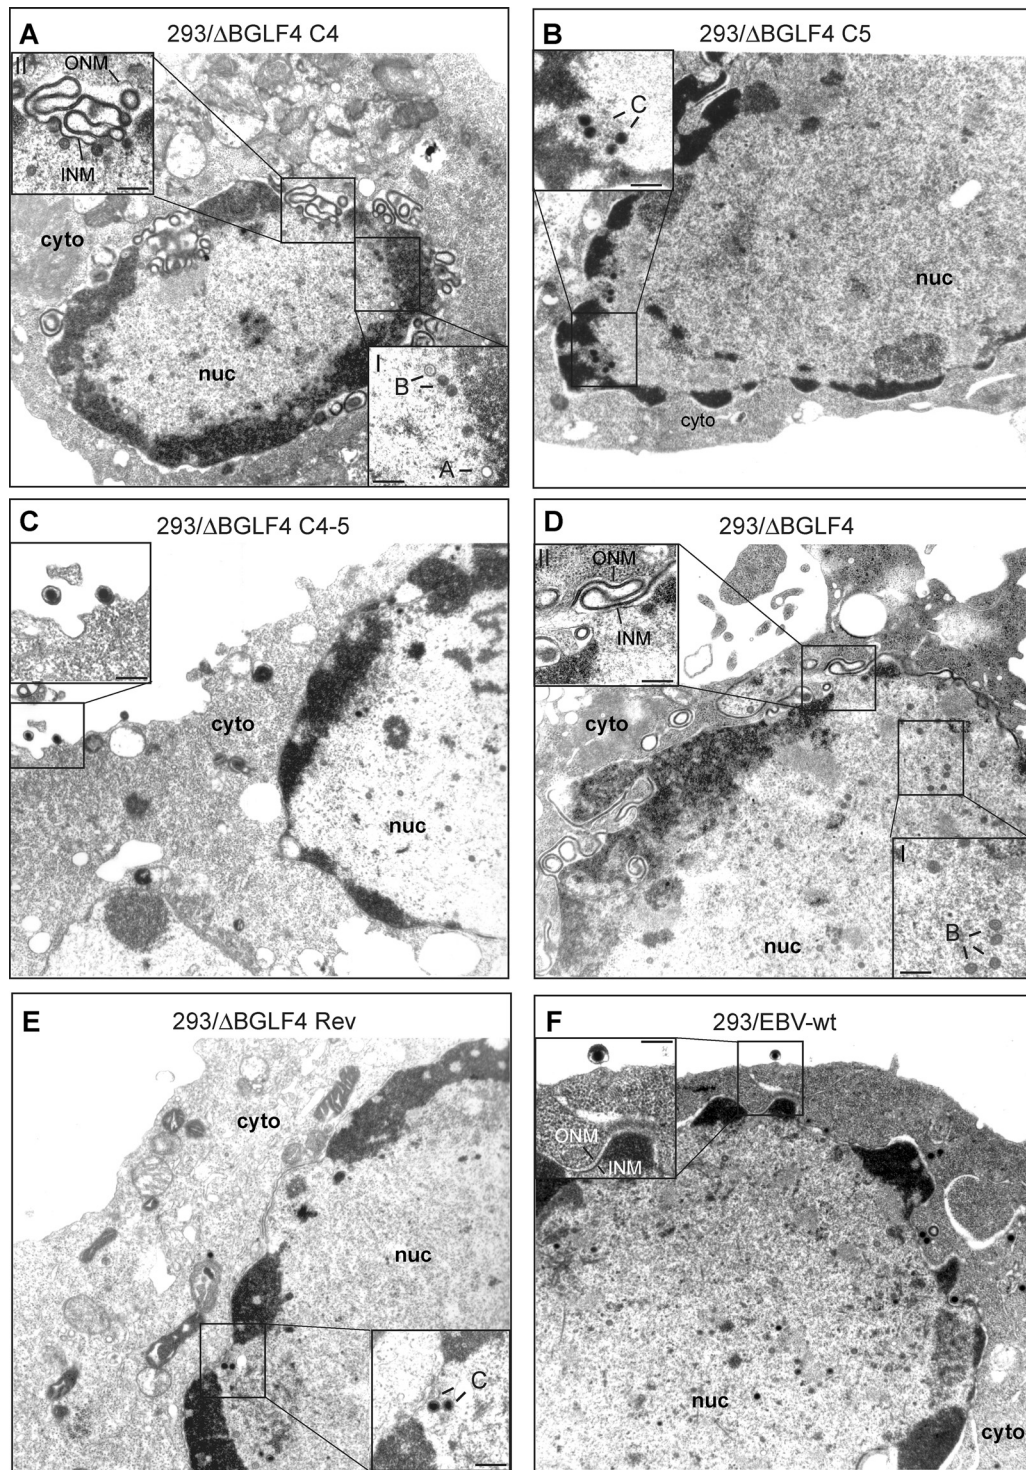 A
293/ΔBGLF4 C4
II
ONM
INM
cyto
nuc
I
B
A
B
293/ΔBGLF4 C5
C
nuc
cyto
C
293/ΔBGLF4 C4-5
cyto
nuc
D
293/ΔBGLF4
II
ONM
INM
cyto
I
B
nuc
E
293/ΔBGLF4 Rev
cyto
nuc
C
F
293/EBV-wt
ONM
INM
nuc
cyto